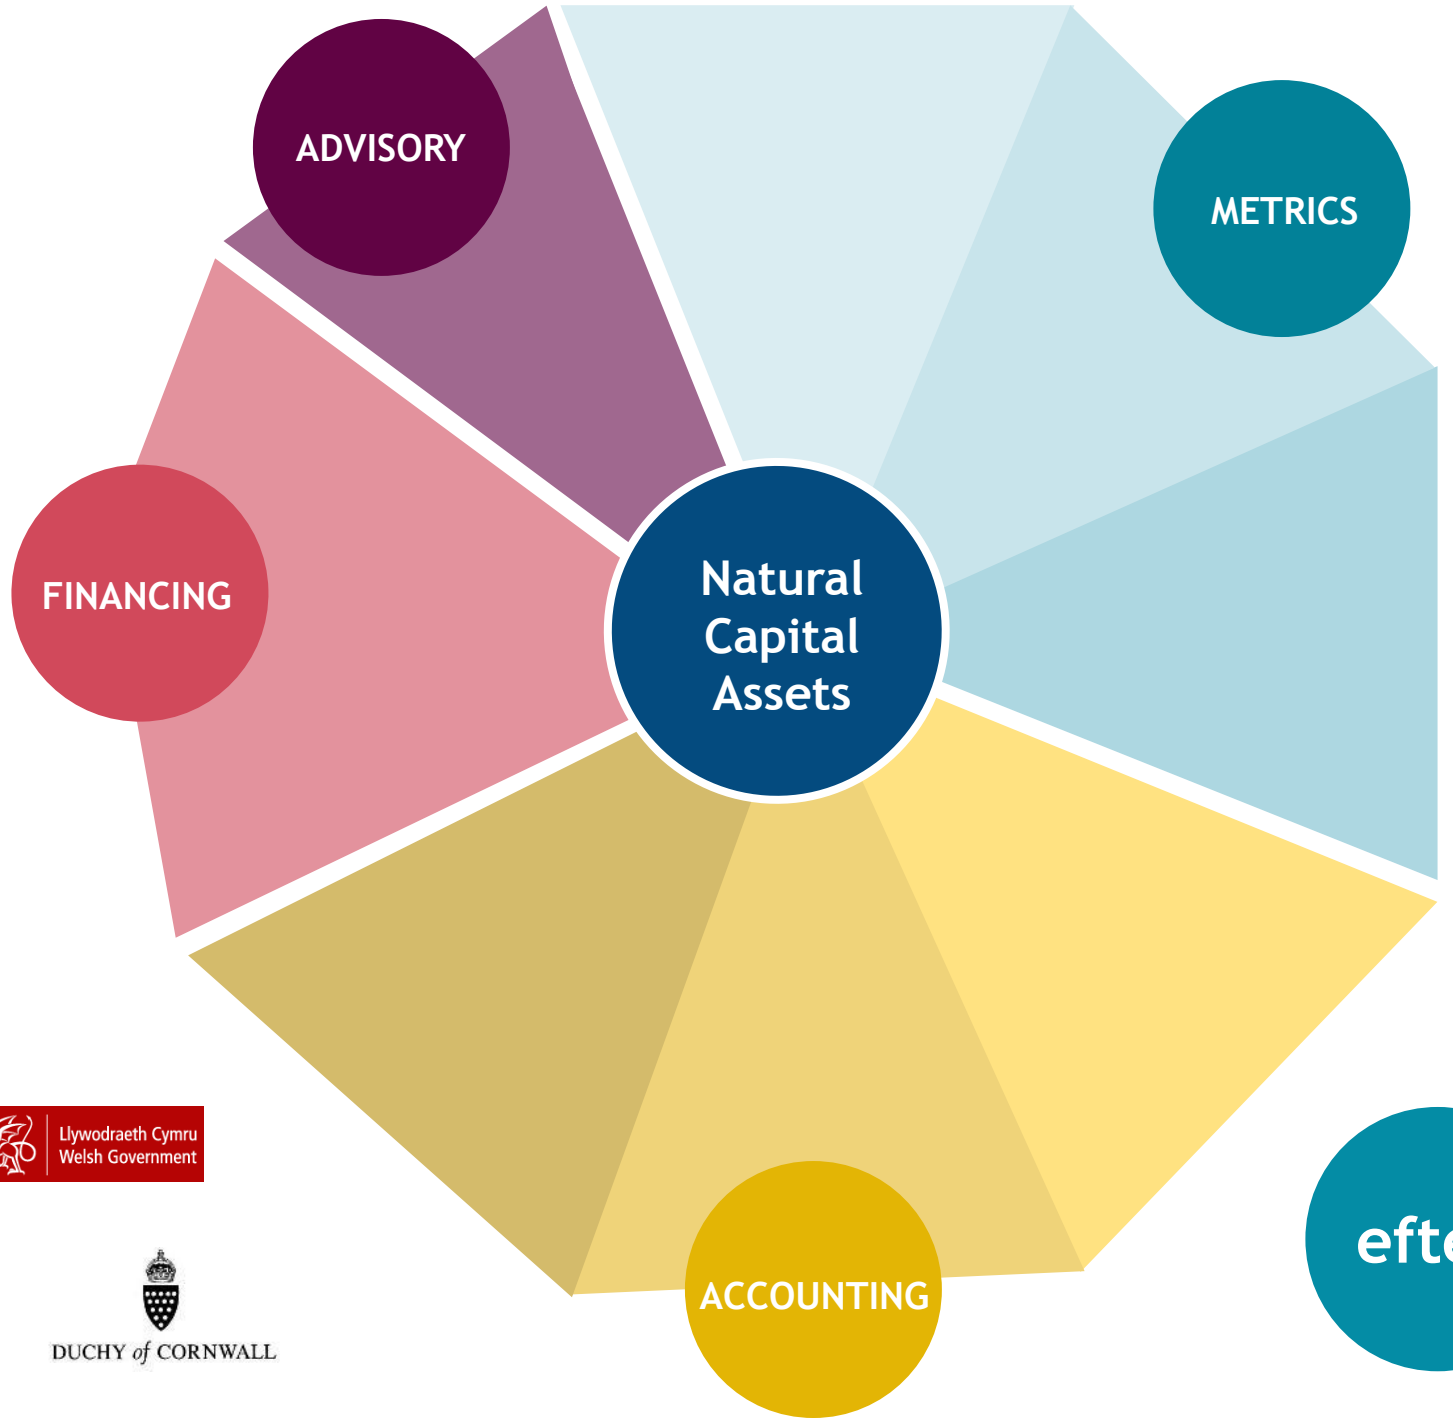 ADVISORY
METRICS
FINANCING
Natural
Capital
Assets
Llywodraeth Cymru
Welsh Government
DUCHY of CORNWALL
ACCOUNTING